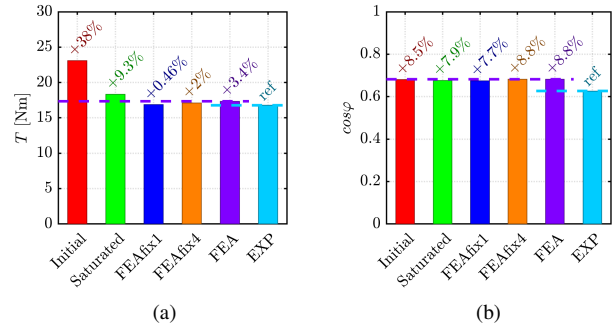 30
25
20
15
10
5
0
T [Nm]
+38%
+9.3%
+0.46%
+2%
+3.4%
ref
Initial
Saturated
FEAfix1
FEAfix4
FEA
EXP
(a)
1
0.8
0.6
0.4
0.2
0
cosφ
+8.5%
+7.9%
+7.7%
+8.8%
+8.8%
ref
Initial
Saturated
FEAfix1
FEAfix4
FEA
EXP
(b)